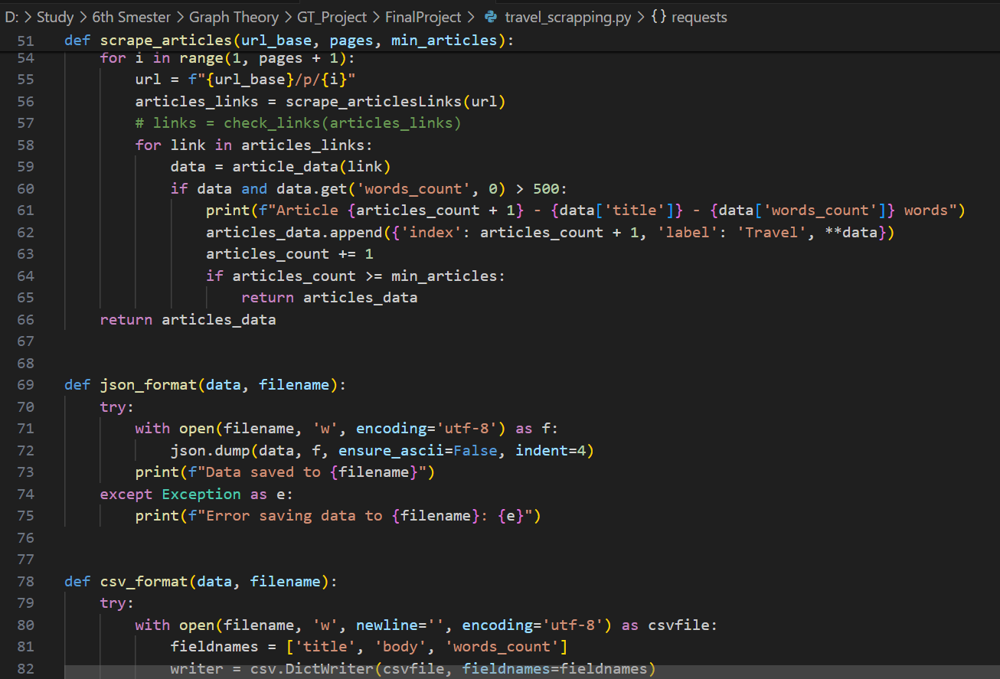 D: > Study > 6th Smester > Graph Theory > GT_Project > FinalProject > travel_scrapping.py > {} requests
51 def scrape_articles(url_base, pages, min_articles):
54     for i in range(1, pages + 1):
55         url = f"{url_base}/p/{i}"
56         articles_links = scrape_articlesLinks(url)
57         # links = check_links(articles_links)
58         for link in articles_links:
59             data = article_data(link)
60             if data and data.get('words_count', 0) > 500:
61                 print(f"Article {articles_count + 1} - {data['title']} - {data['words_count']} words")
62                 articles_data.append({'index': articles_count + 1, 'label': 'Travel', **data})
63                 articles_count += 1
64                 if articles_count >= min_articles:
65                     return articles_data
66     return articles_data
67
68
69 def json_format(data, filename):
70     try:
71         with open(filename, 'w', encoding='utf-8') as f:
72             json.dump(data, f, ensure_ascii=False, indent=4)
73         print(f"Data saved to {filename}")
74     except Exception as e:
75         print(f"Error saving data to {filename}: {e}")
76
77
78 def csv_format(data, filename):
79     try:
80         with open(filename, 'w', newline='', encoding='utf-8') as csvfile:
81             fieldnames = ['title', 'body', 'words_count']
82             writer = csv.DictWriter(csvfile, fieldnames=fieldnames)